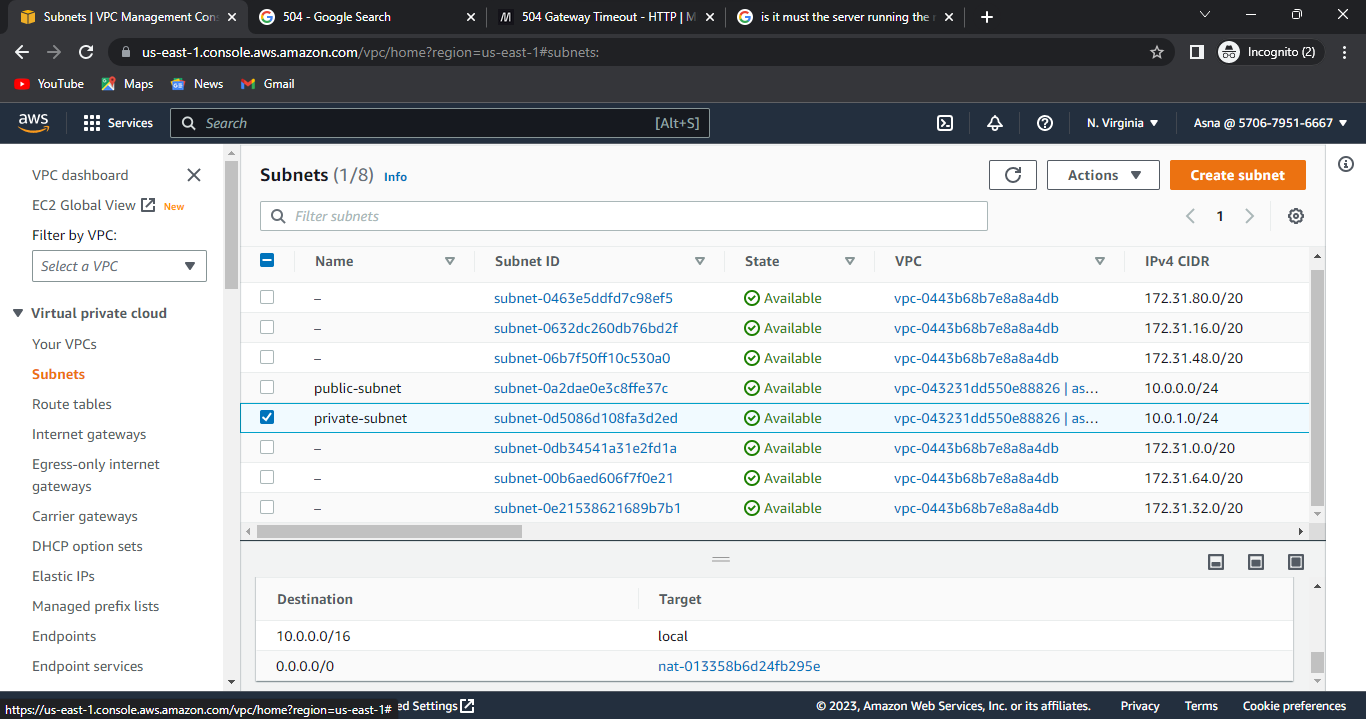 Subnets | VPC Management Con
504 - Google Search
504 Gateway Timeout - HTTP | M
is it must the server running the
us-east-1.console.aws.amazon.com/vpc/home?region=us-east-1#subnets:
Incognito (2)
YouTube
Maps
News
Gmail
aws
Services
Search
[Alt+S]
N. Virginia
Asna @ 5706-7951-6667
VPC dashboard
EC2 Global View New
Filter by VPC:
Select a VPC
Virtual private cloud
Your VPCs
Subnets
Route tables
Internet gateways
Egress-only internet
gateways
Carrier gateways
DHCP option sets
Elastic IPs
Managed prefix lists
Endpoints
Endpoint services
Subnets (1/8) Info
Actions
Create subnet
Filter subnets
1
Name Subnet ID State VPC IPv4 CIDR
– subnet-0463e5ddfd7c98ef5 Available vpc-0443b68b7e8a8a4db 172.31.80.0/20
– subnet-0632dc260db76bd2f Available vpc-0443b68b7e8a8a4db 172.31.16.0/20
– subnet-06b7f50ff10c530a0 Available vpc-0443b68b7e8a8a4db 172.31.48.0/20
public-subnet subnet-0a2dae0e3c8ffe37c Available vpc-043231dd550e88826 | as... 10.0.0.0/24
private-subnet subnet-0d5086d108fa3d2ed Available vpc-043231dd550e88826 | as... 10.0.1.0/24
– subnet-0db34541a31e2fd1a Available vpc-0443b68b7e8a8a4db 172.31.0.0/20
– subnet-00b6aed606f7f0e21 Available vpc-0443b68b7e8a8a4db 172.31.64.0/20
– subnet-0e21538621689b7b1 Available vpc-0443b68b7e8a8a4db 172.31.32.0/20
Destination Target
10.0.0.0/16 local
0.0.0.0/0 nat-013358b6d24fb295e
https://us-east-1.console.aws.amazon.com/vpc/home?region=us-east-1#
ed Settings
© 2023, Amazon Web Services, Inc. or its affiliates.
Privacy
Terms
Cookie preferences